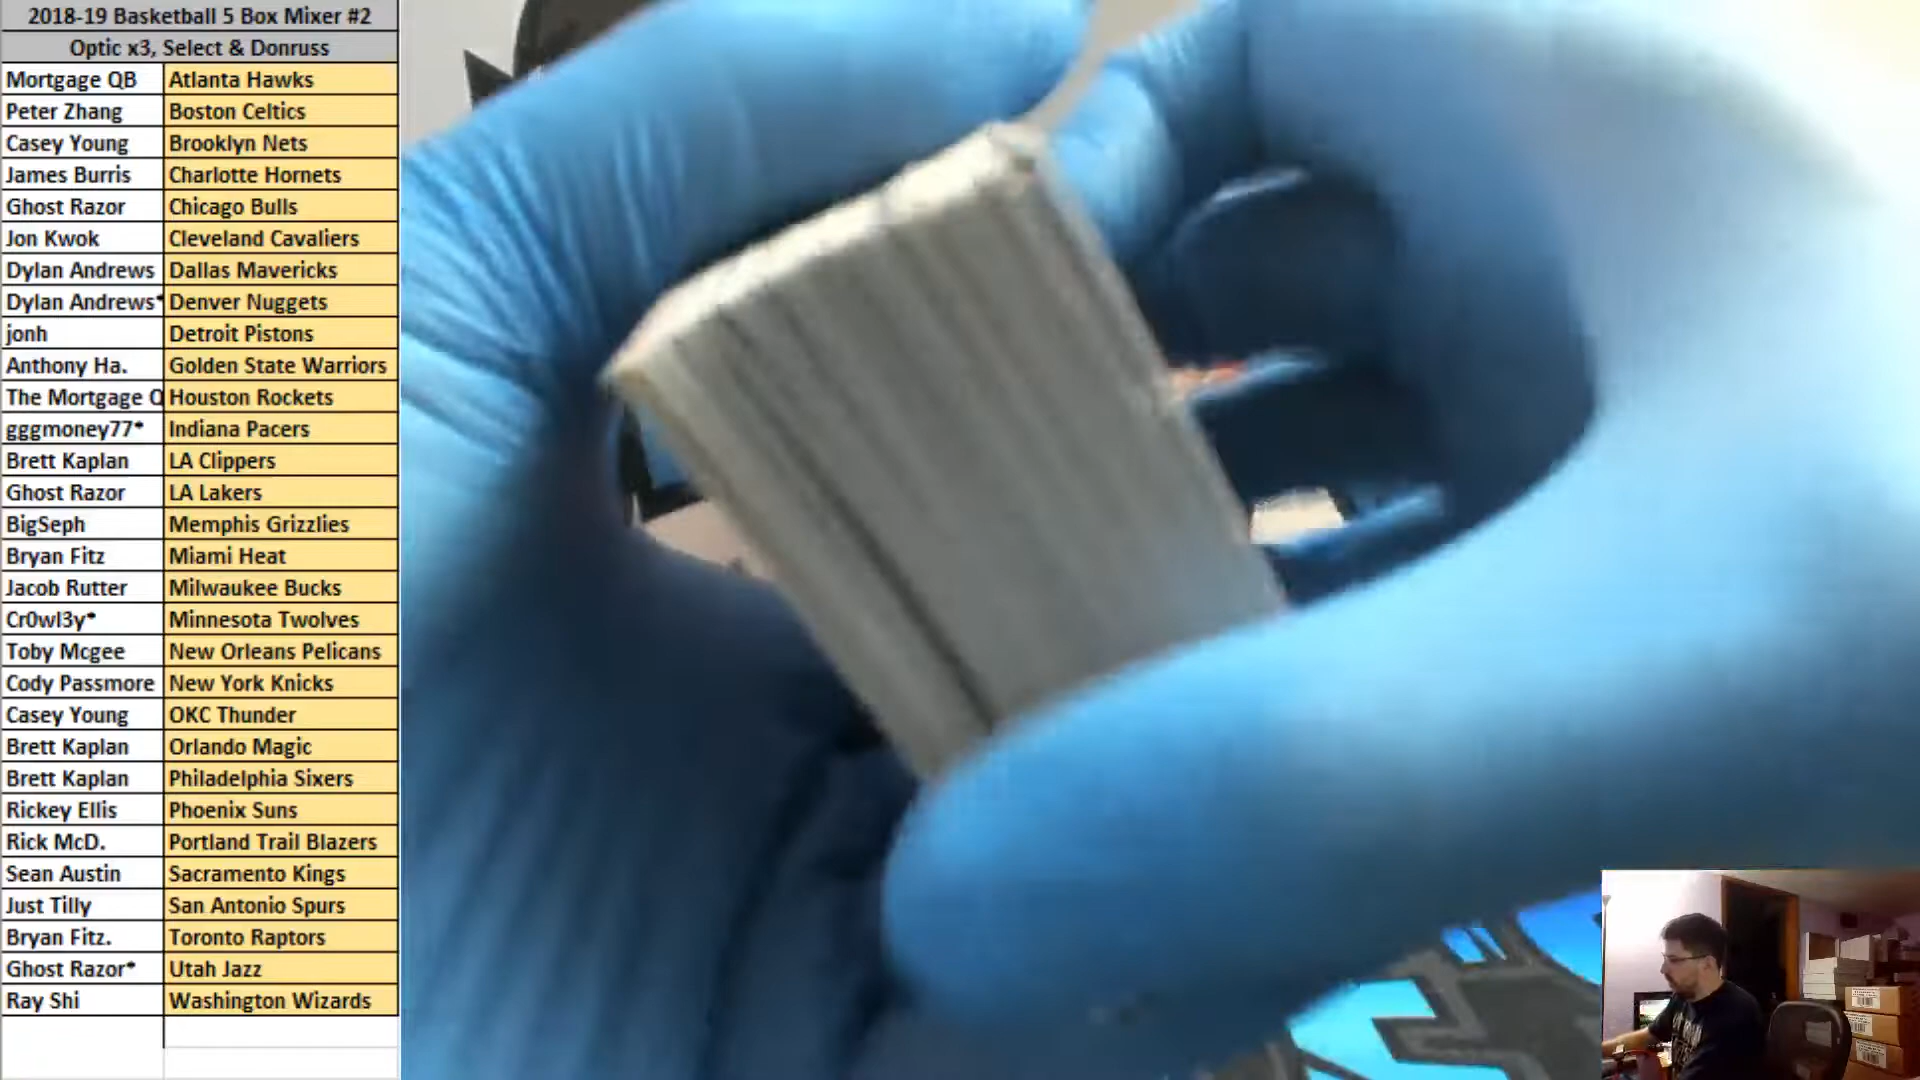 2018-19 Basketball 5 Box Mixer #2
Optic x3, Select & Donruss
Mortgage QB Atlanta Hawks
Peter Zhang Boston Celtics
Casey Young Brooklyn Nets
James Burris Charlotte Hornets
Ghost Razor Chicago Bulls
Jon Kwok Cleveland Cavaliers
Dylan Andrews Dallas Mavericks
Dylan Andrews* Denver Nuggets
jonh Detroit Pistons
Anthony Ha. Golden State Warriors
The Mortgage Q Houston Rockets
gggmoney77* Indiana Pacers
Brett Kaplan LA Clippers
Ghost Razor LA Lakers
BigSeph Memphis Grizzlies
Bryan Fitz Miami Heat
Jacob Rutter Milwaukee Bucks
Cr0wl3y* Minnesota Twolves
Toby Mcgee New Orleans Pelicans
Cody Passmore New York Knicks
Casey Young OKC Thunder
Brett Kaplan Orlando Magic
Brett Kaplan Philadelphia Sixers
Rickey Ellis Phoenix Suns
Rick McD. Portland Trail Blazers
Sean Austin Sacramento Kings
Just Tilly San Antonio Spurs
Bryan Fitz. Toronto Raptors
Ghost Razor* Utah Jazz
Ray Shi Washington Wizards